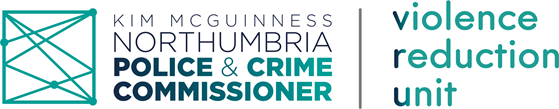 KIM MCGUINNESS
NORTHUMBRIA
POLICE & CRIME
COMMISSIONER
violence
reduction
unit